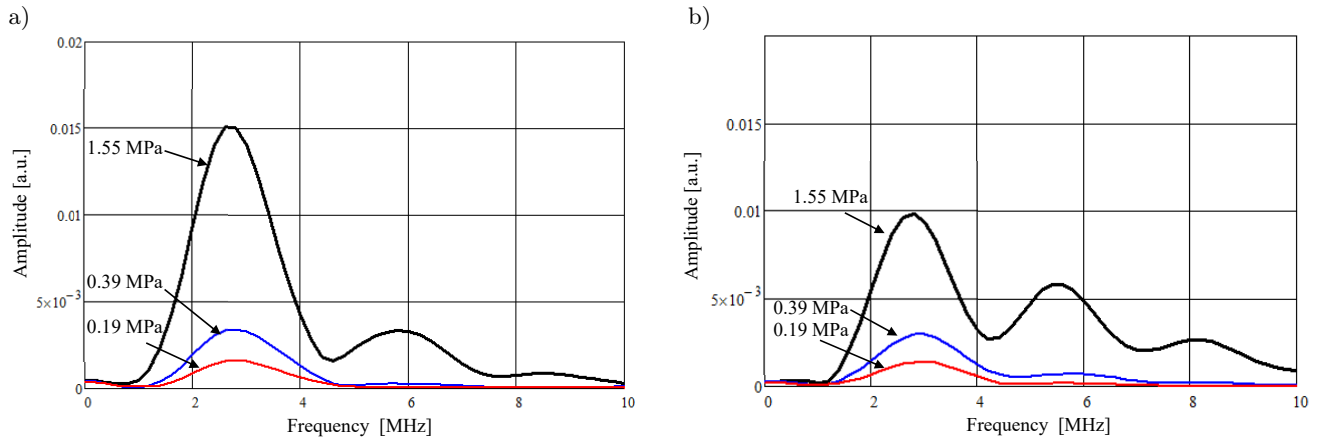 a)
0.02
0.015
0.01
5×10⁻³
0
Amplitude [a.u.]
1.55 MPa
0.39 MPa
0.19 MPa
0 2 4 6 8 10
Frequency [MHz]
b)
0.015
0.01
5×10⁻³
0
Amplitude [a.u.]
1.55 MPa
0.39 MPa
0.19 MPa
0 2 4 6 8 10
Frequency [MHz]